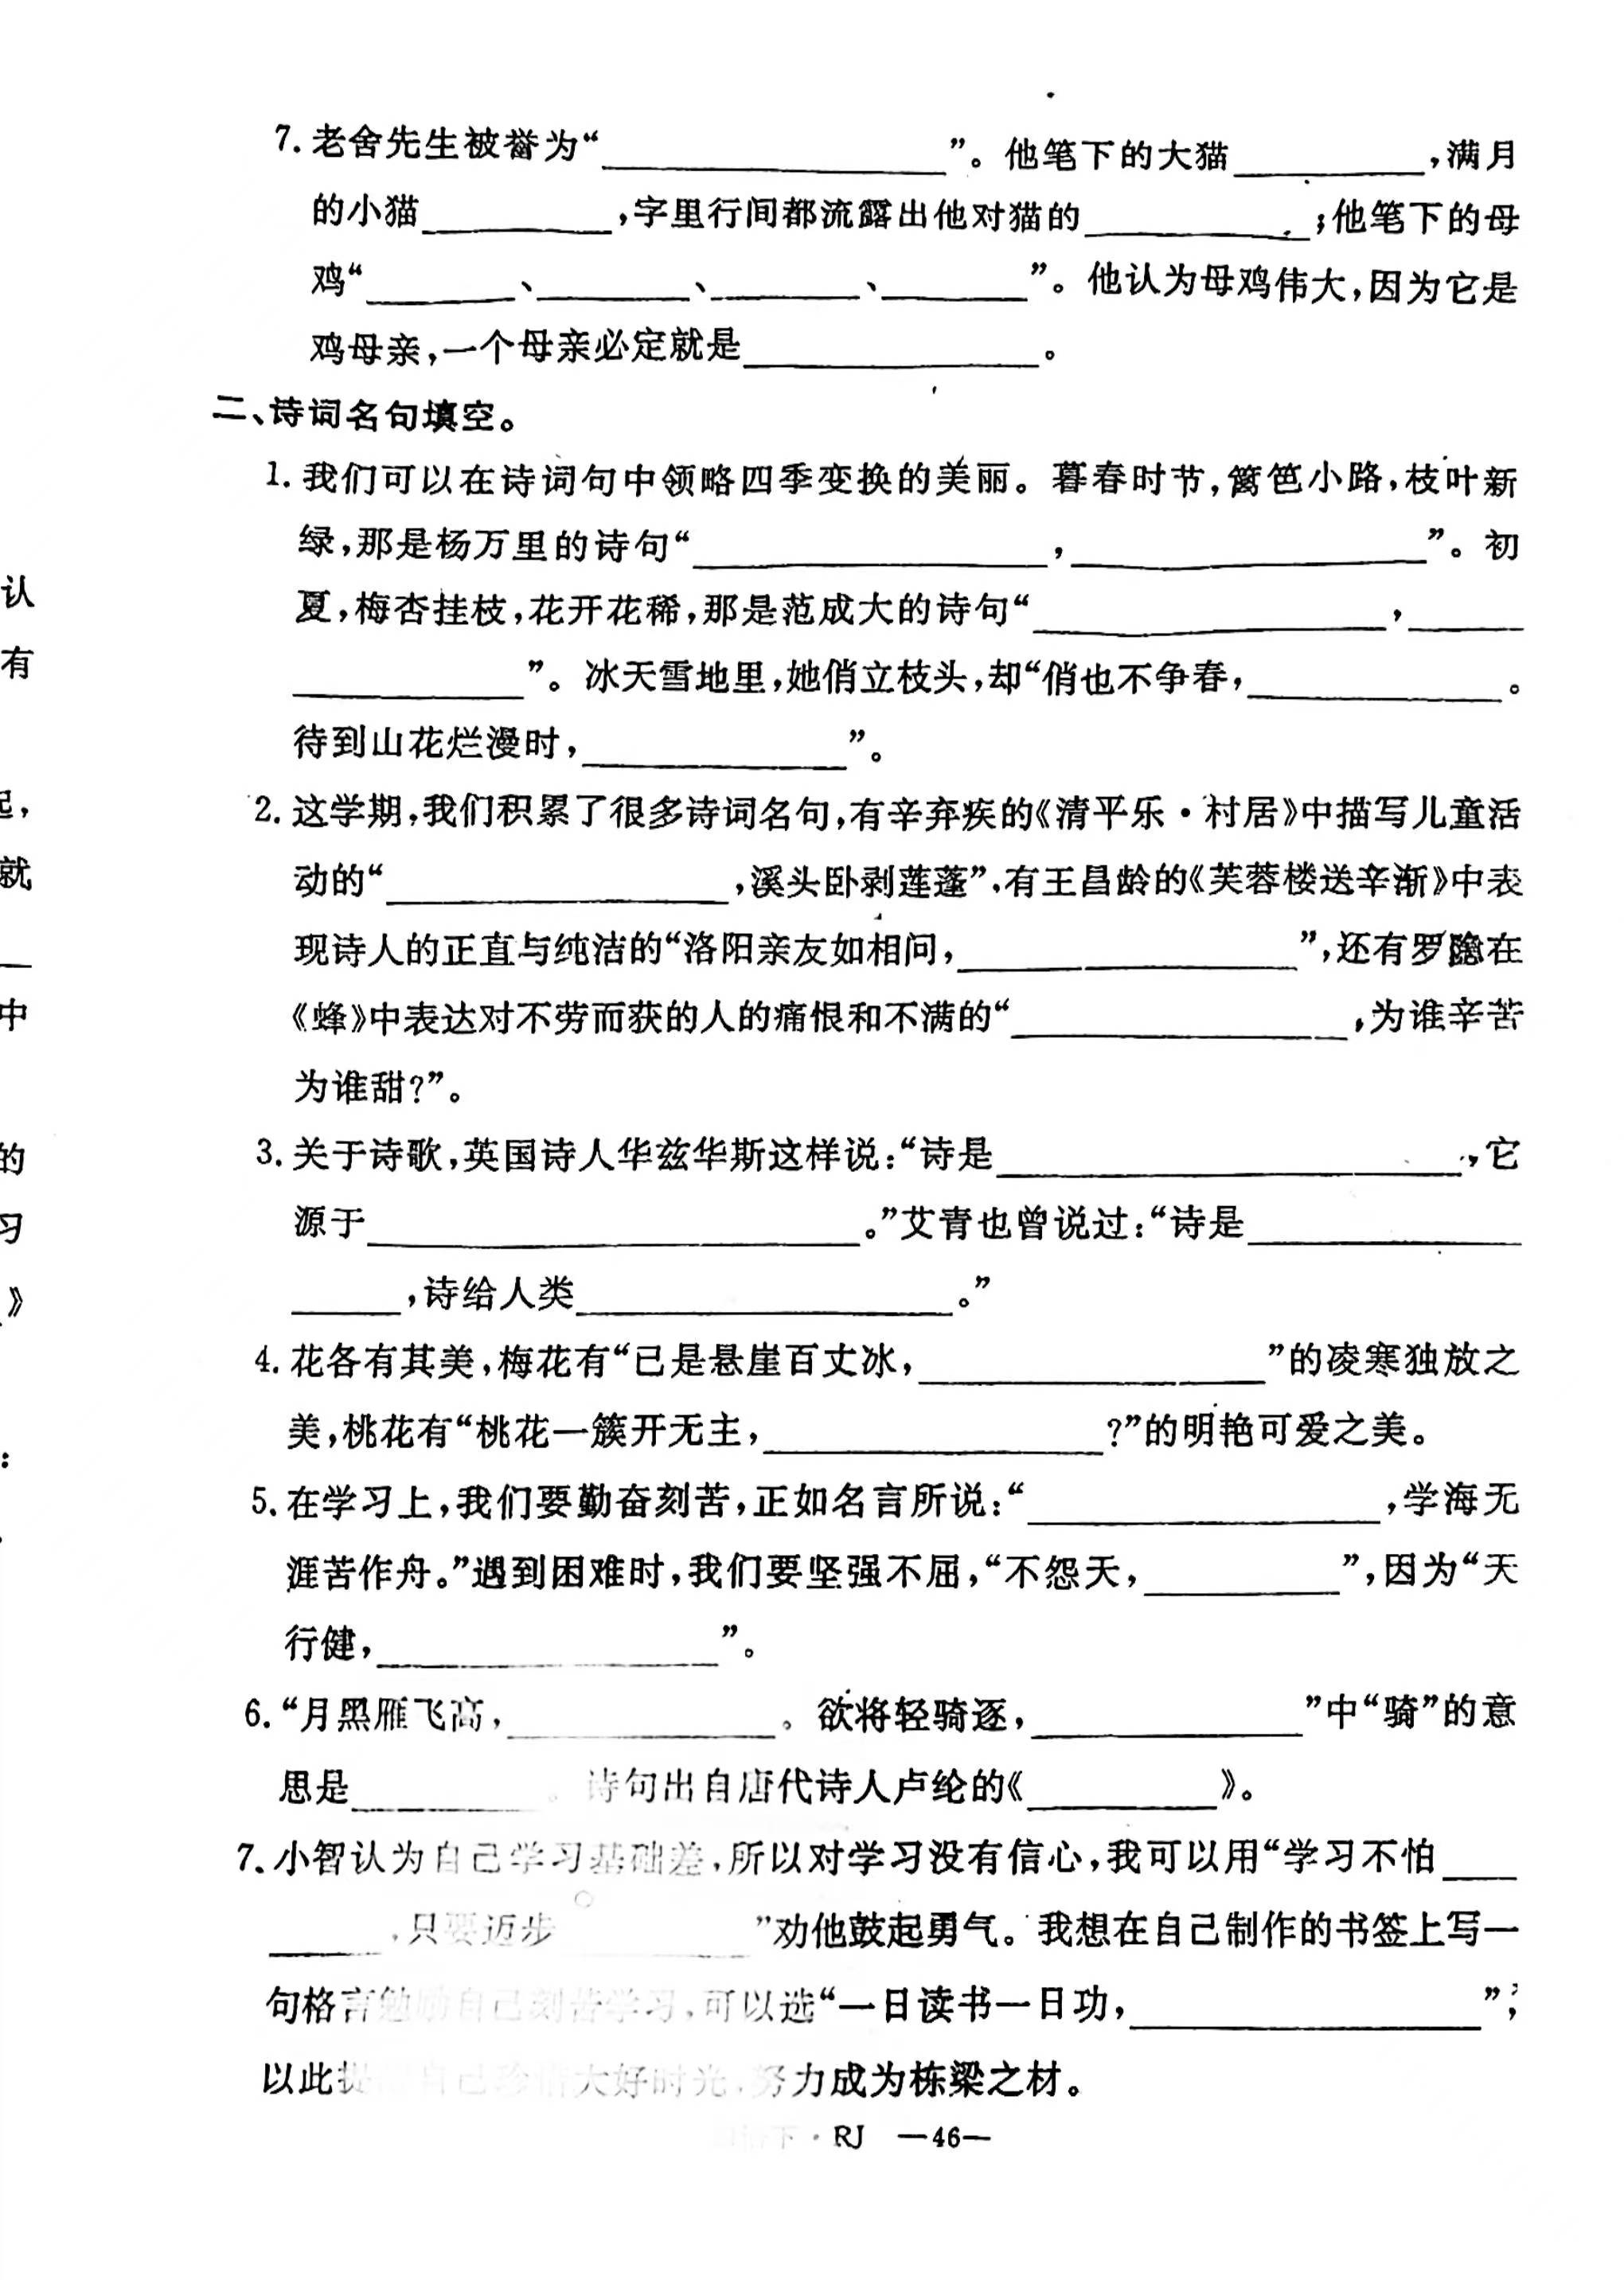 7. 老舍先生被誉为“________”。他笔下的大猫________,满月
的小猫________,字里行间都流露出他对猫的________;他笔下的母
鸡“________、________、________、________”。他认为母鸡伟大,因为它是
鸡母亲,一个母亲必定就是________。
二、诗词名句填空。
1. 我们可以在诗词句中领略四季变换的美丽。暮春时节,篱笆小路,枝叶新
绿,那是杨万里的诗句“________,________”。初
夏,梅杏挂枝,花开花稀,那是范成大的诗句“________,________
________”。冰天雪地里,她俏立枝头,却“俏也不争春,________。
待到山花烂漫时,________”。
2. 这学期,我们积累了很多诗词名句,有辛弃疾的《清平乐·村居》中描写儿童活
动的“________,溪头卧剥莲蓬”,有王昌龄的《芙蓉楼送辛渐》中表
现诗人的正直与纯洁的“洛阳亲友如相问,________”,还有罗隐在
《蜂》中表达对不劳而获的人的痛恨和不满的“________,为谁辛苦
为谁甜?”。
3. 关于诗歌,英国诗人华兹华斯这样说:“诗是________,它
源于________。”艾青也曾说过:“诗是________
________,诗给人类________。”
4. 花各有其美,梅花有“已是悬崖百丈冰,________”的凌寒独放之
美,桃花有“桃花一簇开无主,________?”的明艳可爱之美。
5. 在学习上,我们要勤奋刻苦,正如名言所说:“________,学海无
涯苦作舟。”遇到困难时,我们要坚强不屈,“不怨天,________”,因为“天
行健,________”。
6. “月黑雁飞高,________。欲将轻骑逐,________”中“骑”的意
思是________。诗句出自唐代诗人卢纶的《________》。
7. 小智认为自己学习基础差,所以对学习没有信心,我可以用“学习不怕____
________,只要迈步________”劝他鼓起勇气。我想在自己制作的书签上写一
句格言勉励自己刻苦学习,可以选“一日读书一日功,________”,
以此提醒自己珍惜大好时光,努力成为栋梁之材。
下·RJ —46—
认
有
起,
就
中
的
习
》
: